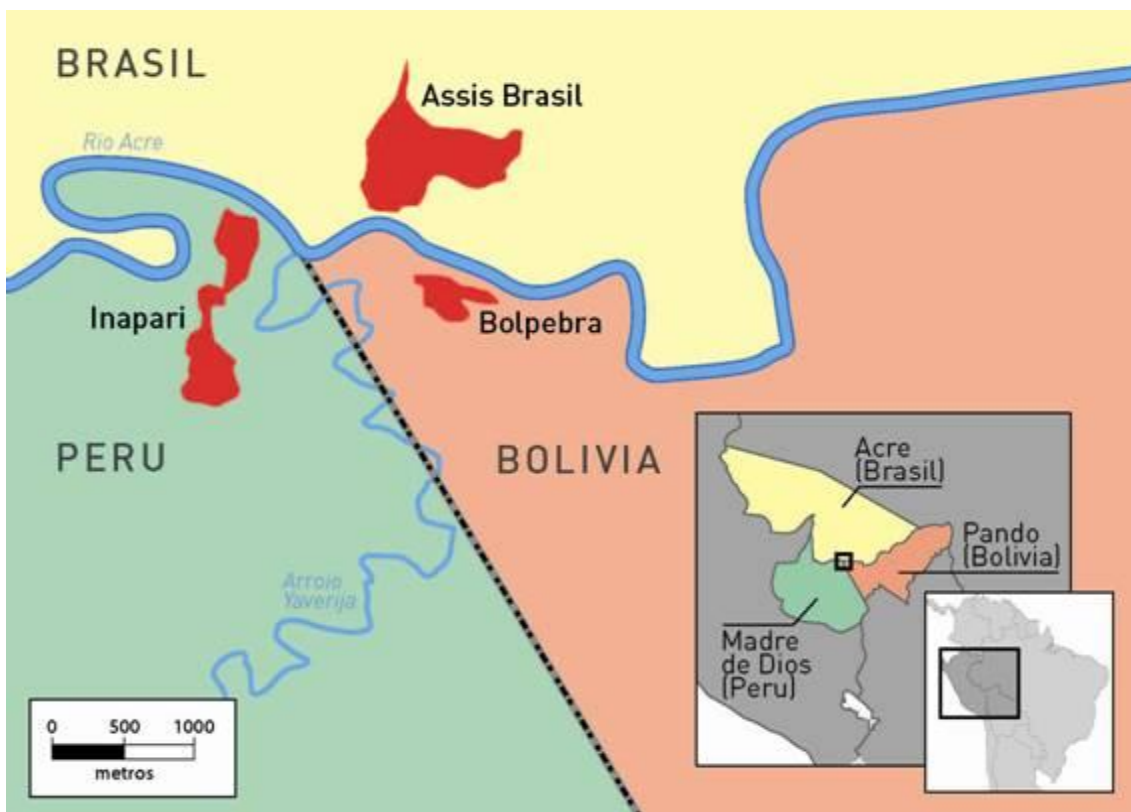 BRASIL
Assis Brasil
Rio Acre
Inapari
Bolpebra
PERU
BOLIVIA
Arroio
Yaverija
0 500 1000
metros
Acre
(Brasil)
Pando
(Bolivia)
Madre
de Dios
(Peru)